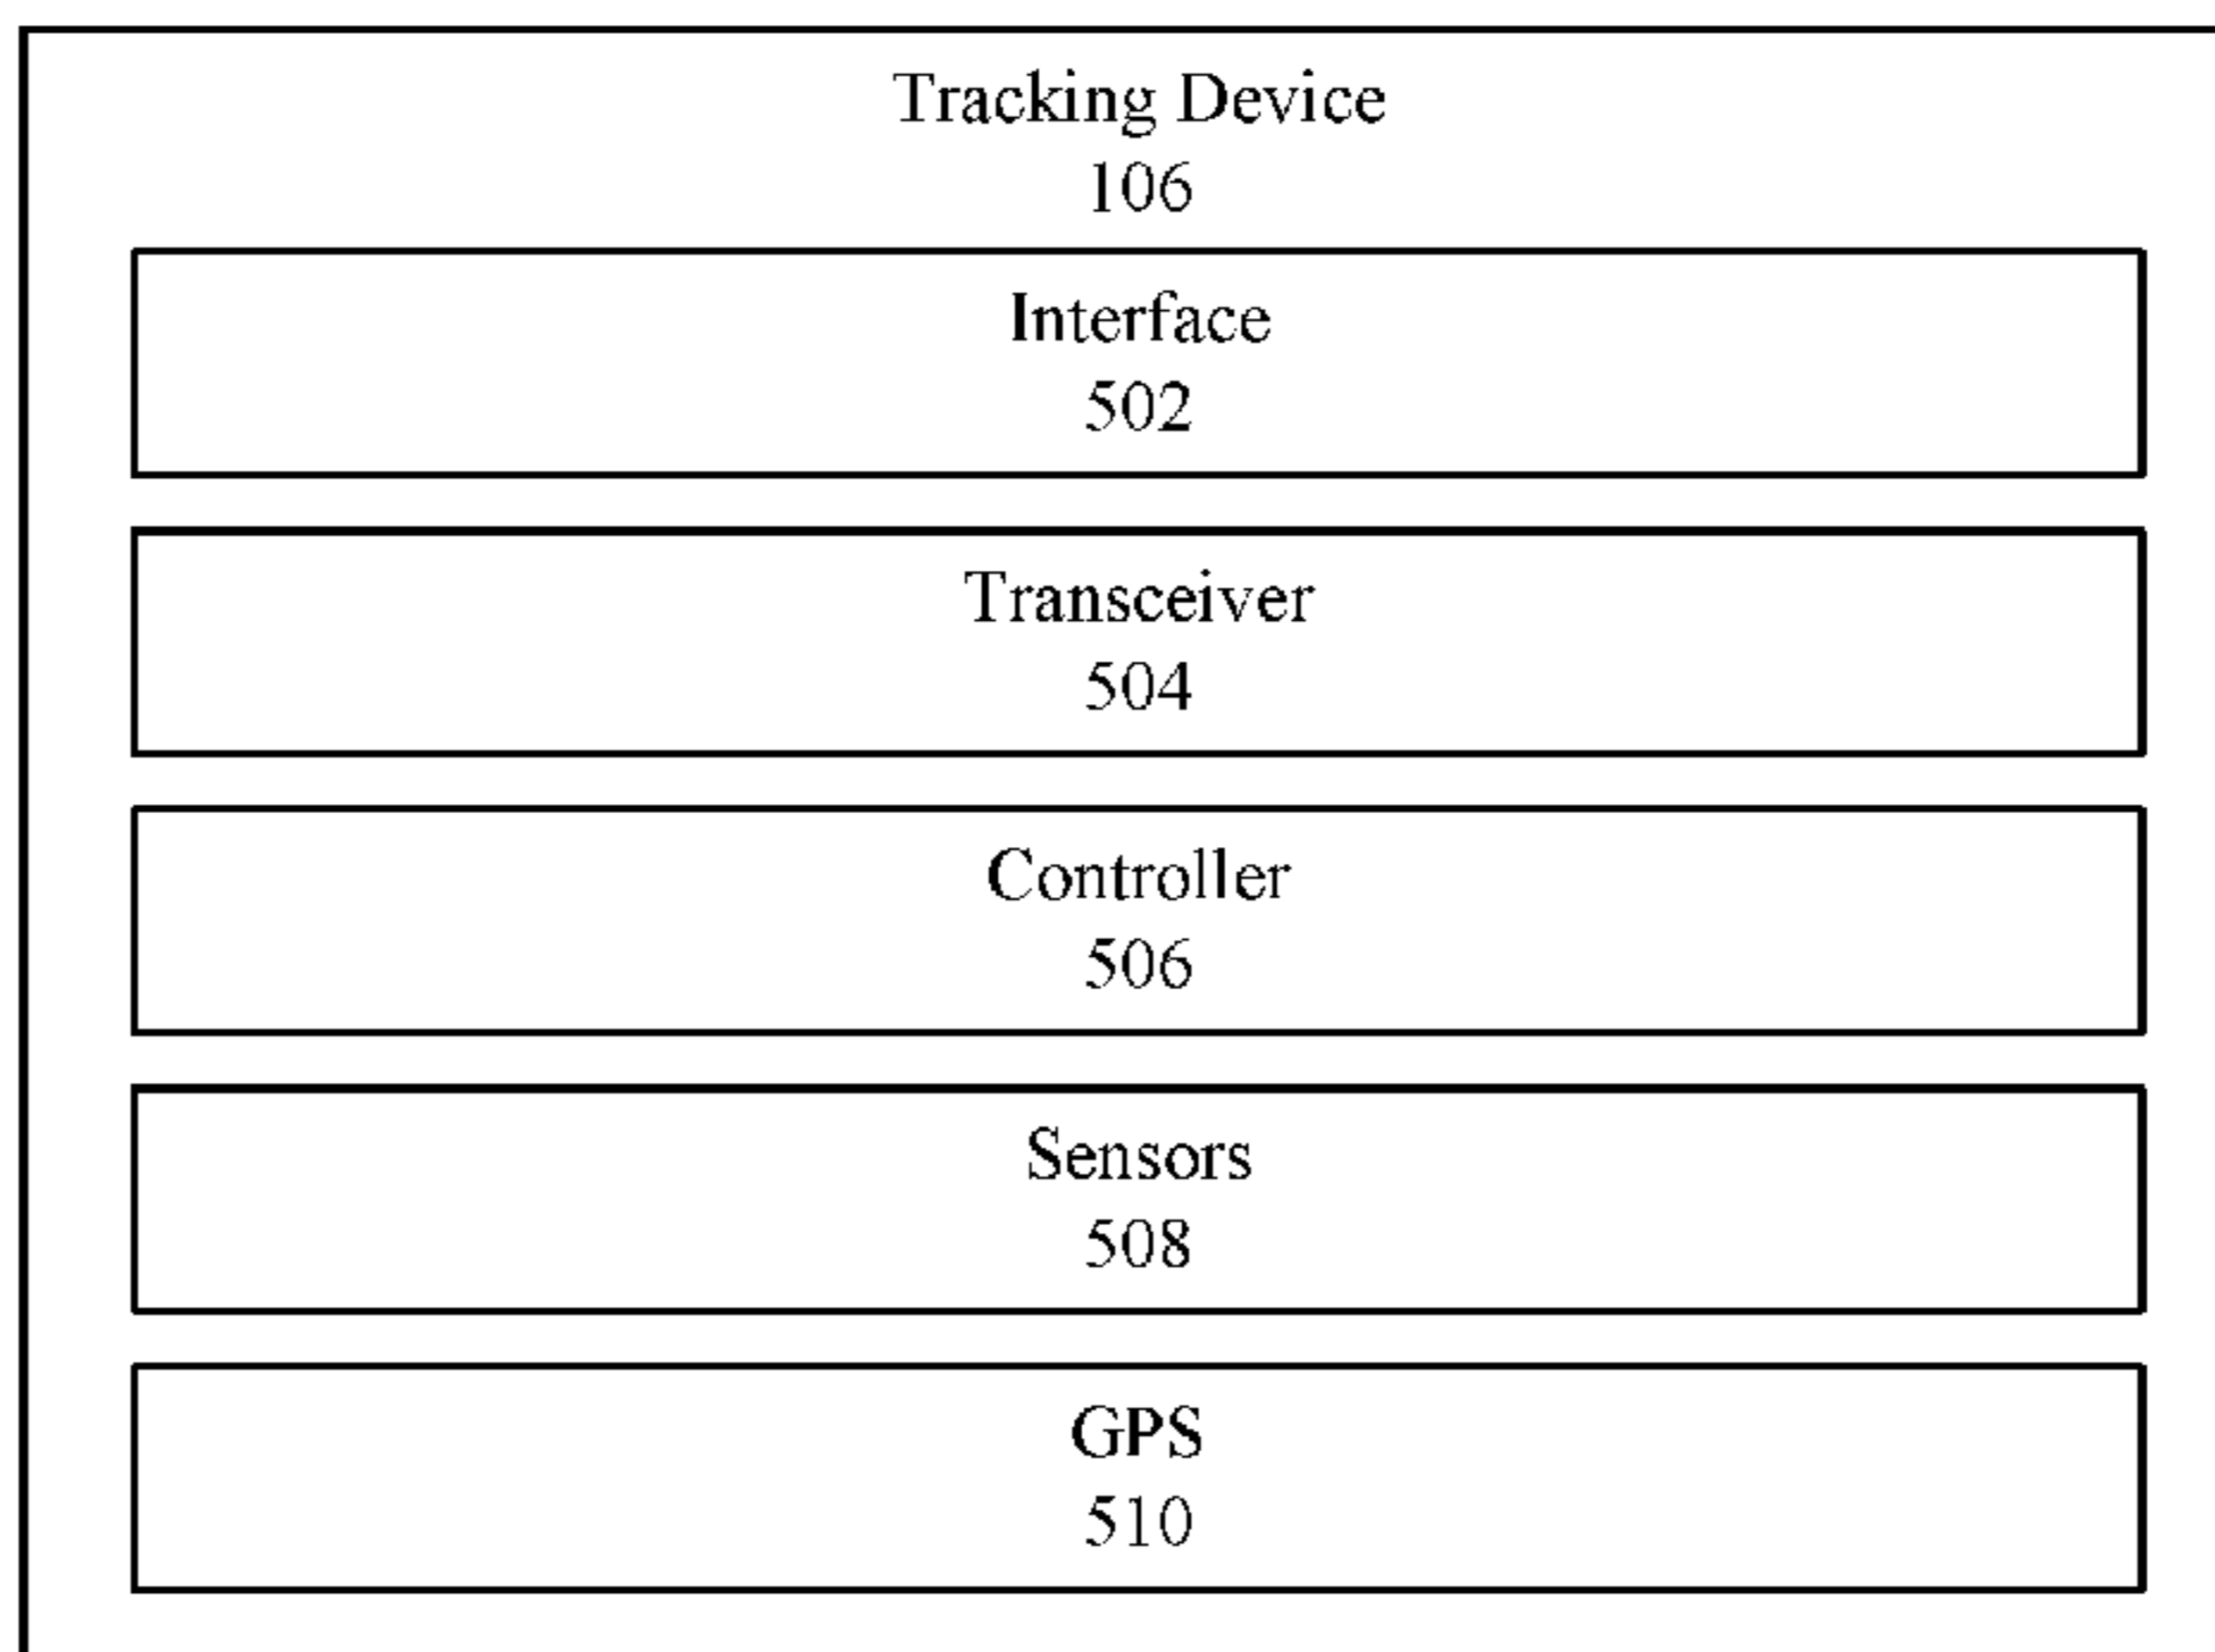 Tracking Device
106
Interface
502
Transceiver
504
Controller
506
Sensors
508
GPS
510